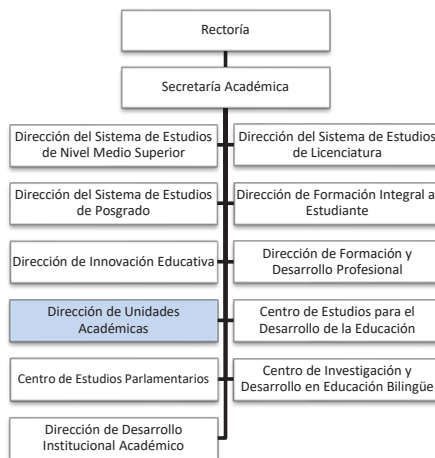 Rectoría
Secretaría Académica
Dirección del Sistema de Estudios
de Nivel Medio Superior
Dirección del Sistema de Estudios
de Licenciatura
Dirección del Sistema de Estudios
de Posgrado
Dirección de Formación Integral a
Estudiante
Dirección de Innovación Educativa
Dirección de Formación y
Desarrollo Profesional
Dirección de Unidades
Académicas
Centro de Estudios para el
Desarrollo de la Educación
Centro de Estudios Parlamentarios
Centro de Investigación y
Desarrollo en Educación Bilingüe
Dirección de Desarrollo
Institucional Académico